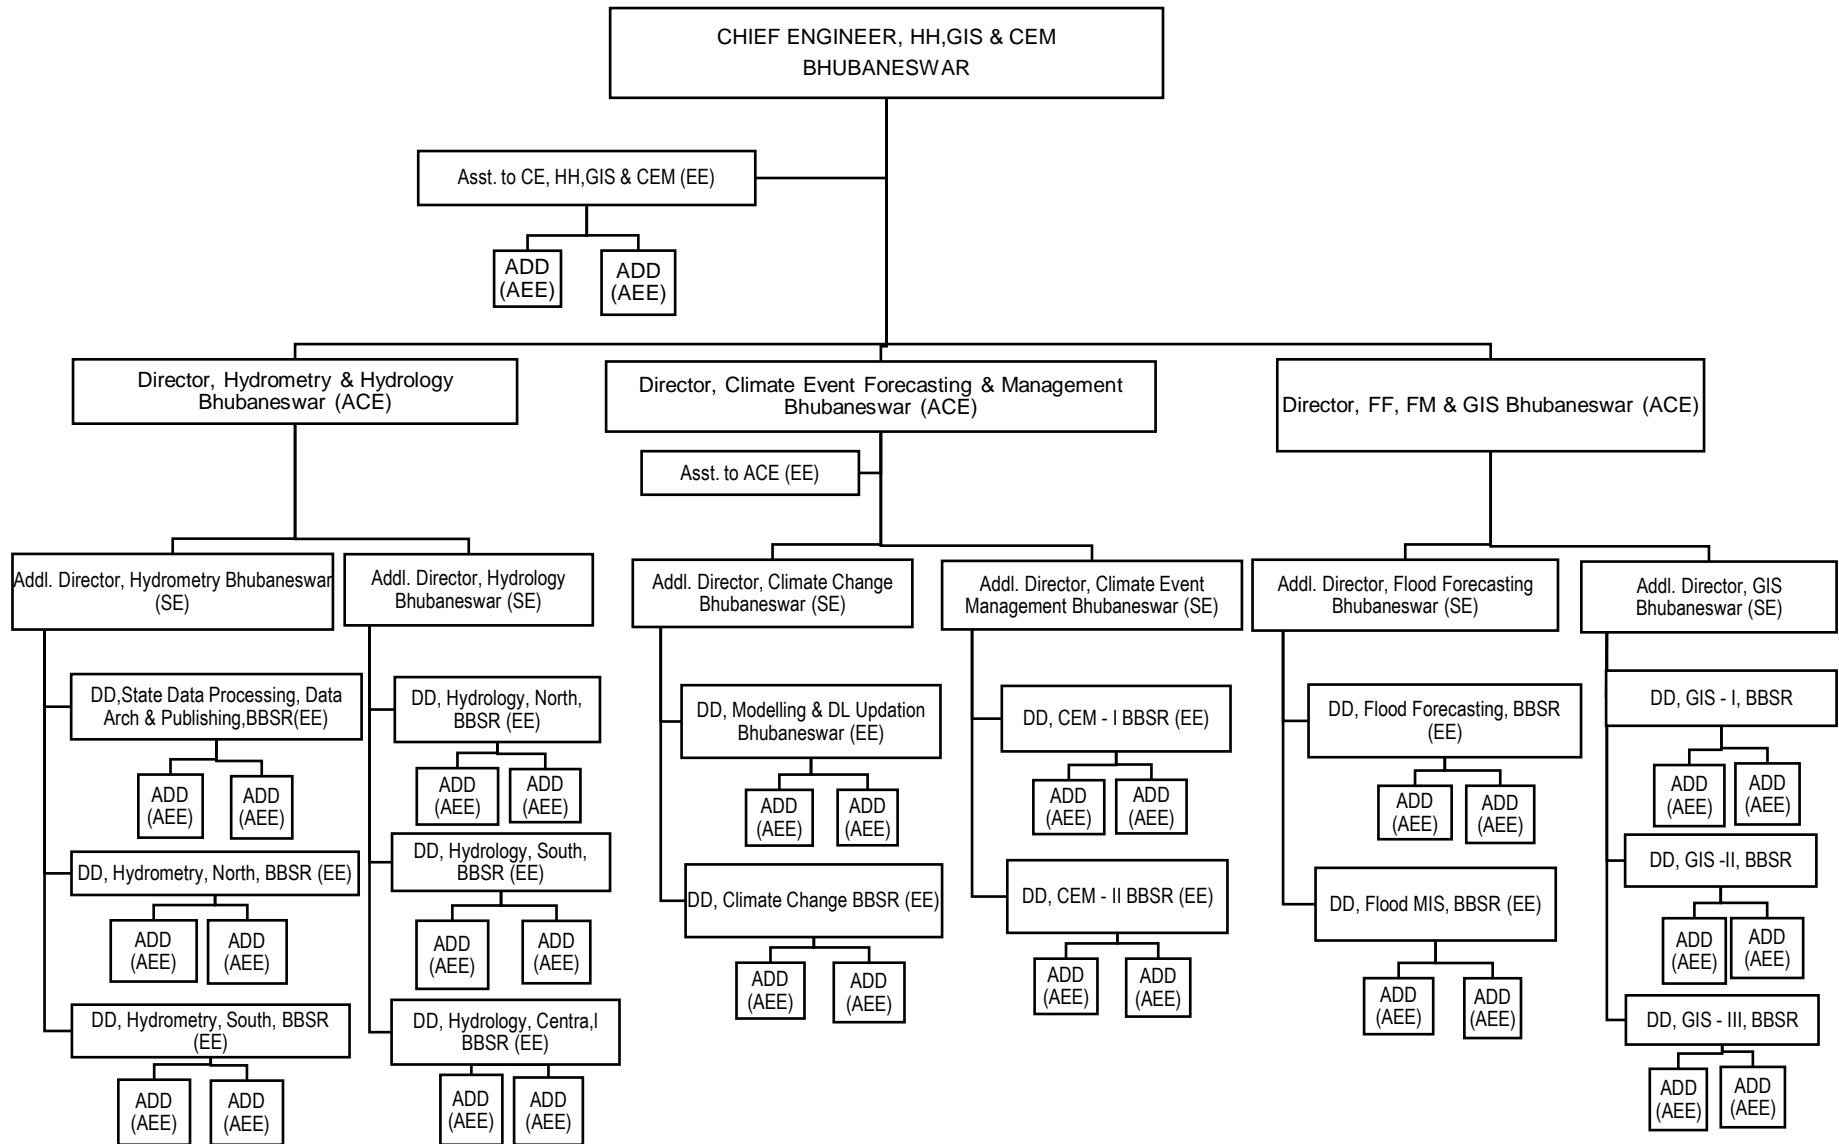 CHIEF ENGINEER, HH,GIS & CEM
BHUBANESWAR
Asst. to CE, HH,GIS & CEM (EE)
ADD
(AEE)
ADD
(AEE)
Director, Hydrometry & Hydrology
Bhubaneswar (ACE)
Director, Climate Event Forecasting & Management
Bhubaneswar (ACE)
Director, FF, FM & GIS Bhubaneswar (ACE)
Asst. to ACE (EE)
Addl. Director, Hydrometry Bhubaneswar
(SE)
Addl. Director, Hydrology
Bhubaneswar (SE)
Addl. Director, Climate Change
Bhubaneswar (SE)
Addl. Director, Climate Event
Management Bhubaneswar (SE)
Addl. Director, Flood Forecasting
Bhubaneswar (SE)
Addl. Director, GIS
Bhubaneswar (SE)
DD,State Data Processing, Data
Arch & Publishing,BBSR(EE)
ADD
(AEE)
ADD
(AEE)
DD, Hydrometry, North, BBSR (EE)
ADD
(AEE)
ADD
(AEE)
DD, Hydrometry, South, BBSR
(EE)
ADD
(AEE)
ADD
(AEE)
DD, Hydrology, North,
BBSR (EE)
ADD
(AEE)
ADD
(AEE)
DD, Hydrology, South,
BBSR (EE)
ADD
(AEE)
ADD
(AEE)
DD, Hydrology, Centra,l
BBSR (EE)
ADD
(AEE)
ADD
(AEE)
DD, Modelling & DL Updation
Bhubaneswar (EE)
ADD
(AEE)
ADD
(AEE)
DD, Climate Change BBSR (EE)
ADD
(AEE)
ADD
(AEE)
DD, CEM - I BBSR (EE)
ADD
(AEE)
ADD
(AEE)
DD, CEM - II BBSR (EE)
ADD
(AEE)
ADD
(AEE)
DD, Flood Forecasting, BBSR
(EE)
ADD
(AEE)
ADD
(AEE)
DD, Flood MIS, BBSR (EE)
ADD
(AEE)
ADD
(AEE)
DD, GIS - I, BBSR
ADD
(AEE)
ADD
(AEE)
DD, GIS -II, BBSR
ADD
(AEE)
ADD
(AEE)
DD, GIS - III, BBSR
ADD
(AEE)
ADD
(AEE)